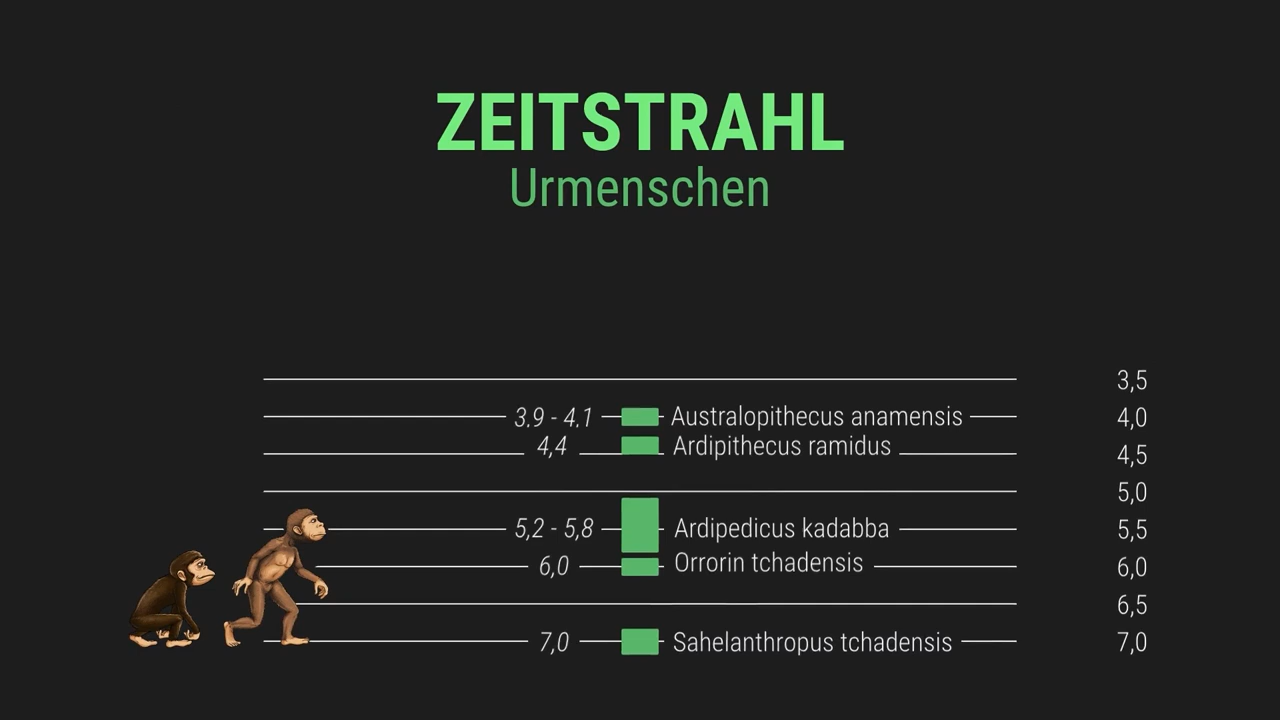 ZEITSTRAHL
Urmenschen
3,5
3.9 - 4.1 Australopithecus anamensis 4,0
4,4 Ardipithecus ramidus 4,5
5,0
5,2 - 5,8 Ardipedicus kadabba 5,5
6,0 Orrorin tchadensis 6,0
6,5
7,0 Sahelanthropus tchadensis 7,0